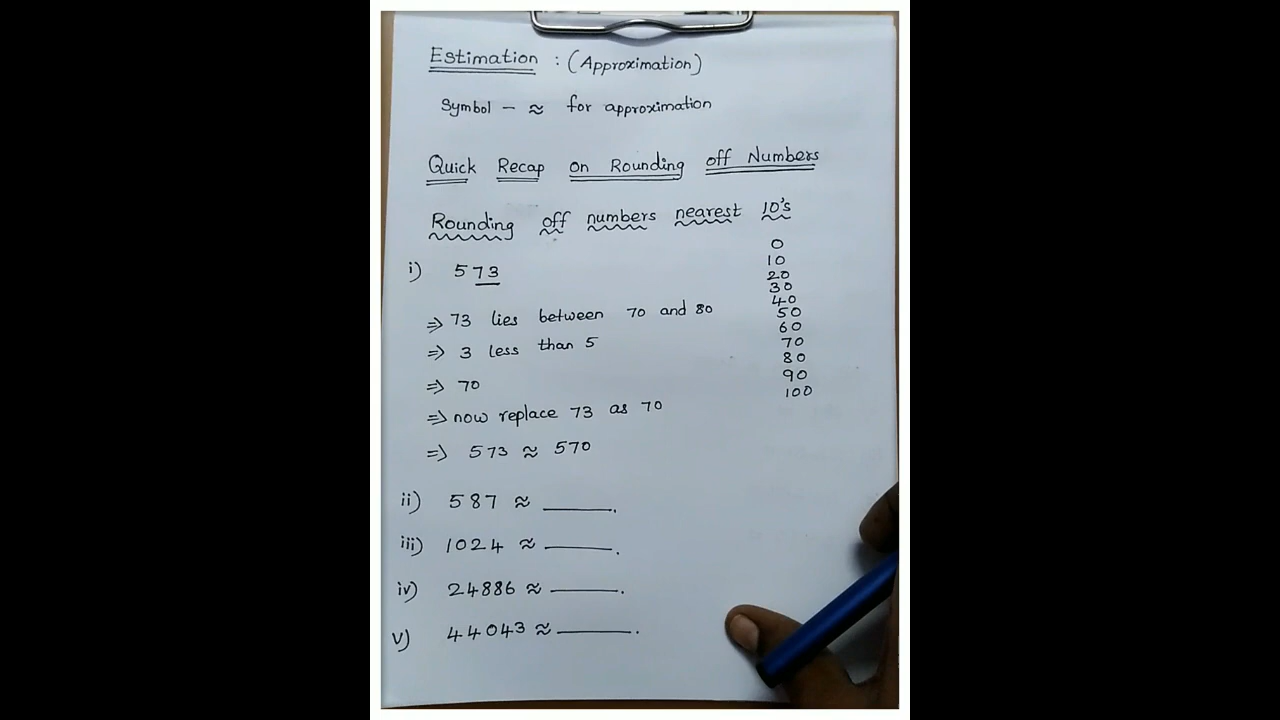 Estimation : (Approximation)
Symbol - ≈ for approximation
Quick Recap on Rounding off Numbers
Rounding off numbers nearest 10's
0
10
20
30
40
50
60
70
80
90
100
i) 573
⇒ 73 lies between 70 and 80
⇒ 3 less than 5
⇒ 70
⇒ now replace 73 as 70
⇒ 573 ≈ 570
ii) 587 ≈ ______.
iii) 1024 ≈ ______.
iv) 24886 ≈ ______.
v) 44043 ≈ ______.